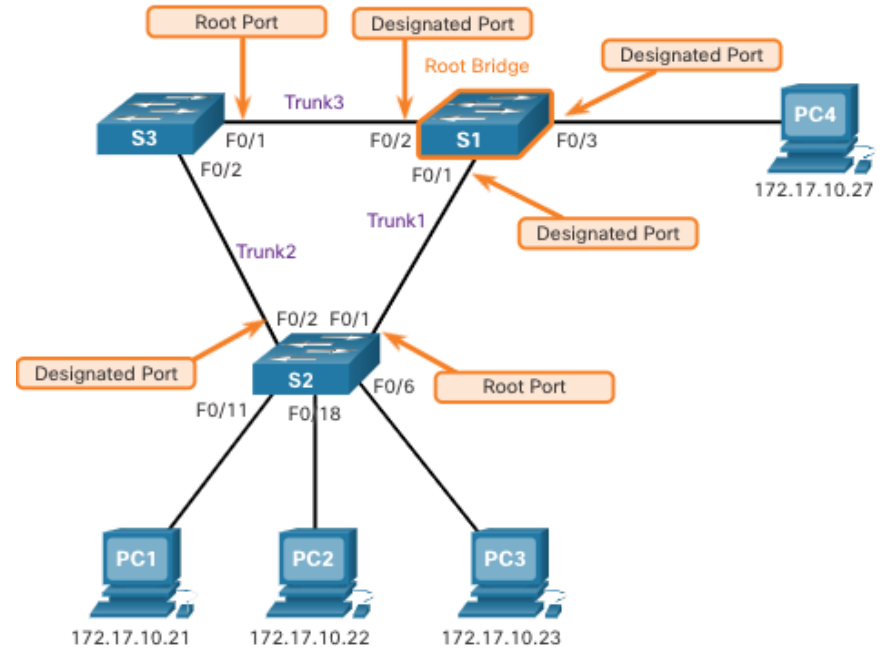 Root Port
Designated Port
Root Bridge
Designated Port
Trunk3
S3
F0/1
F0/2
S1
F0/3
PC4
F0/2
F0/1
172.17.10.27
Trunk1
Designated Port
Trunk2
F0/2 F0/1
Designated Port
S2
F0/6
Root Port
F0/11
F0/18
PC1
PC2
PC3
172.17.10.21
172.17.10.22
172.17.10.23